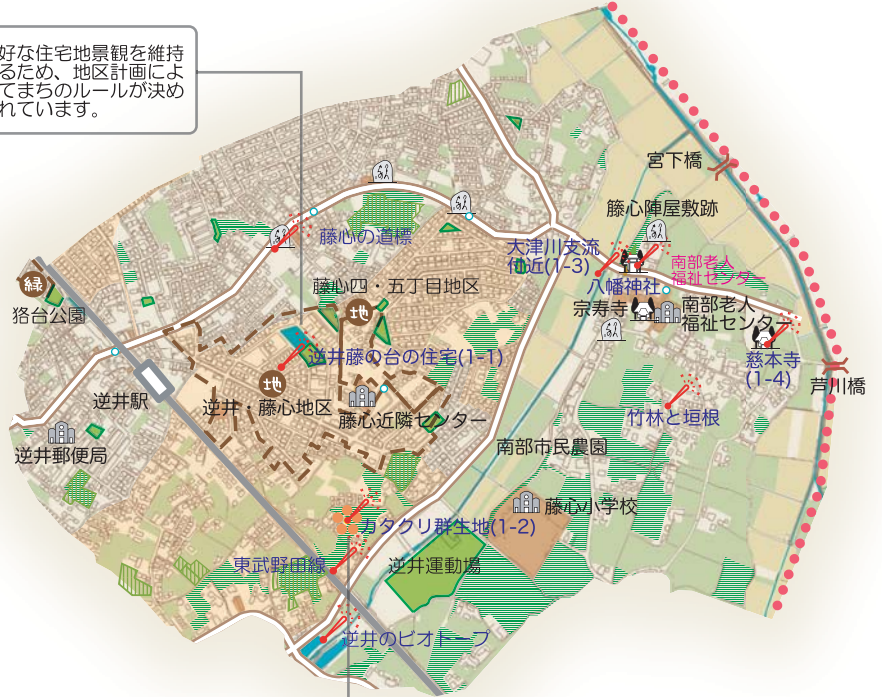 好な住宅地景観を維持
るため、地区計画によ
てまちのルールが決め
れています。
宮下橋
藤心陣屋敷跡
藤心の道標
大津川支流
付近(1-3)
南部老人
福祉センター
緑
藤心四・五丁目地区
八幡神社
宗寿寺
南部老人
福祉センター
猊台公園
地
逆井藤の台の住宅(1-1)
慈本寺
(1-4)
芦川橋
地
逆井駅
逆井・藤心地区
藤心近隣センター
竹林と垣根
逆井郵便局
南部市民農園
藤心小学校
カタクリ群生地(1-2)
東武野田線
逆井運動場
逆井のビオトープ